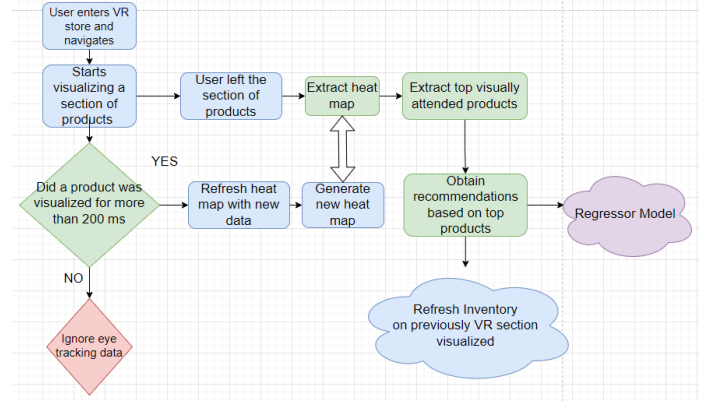 User enters VR
store and
navigates
Starts
visualizing a
section of
products
User left the
section of
products
Extract heat
map
Extract top visually
attended products
YES
Did a product was
visualized for more
than 200 ms
Refresh heat
map with new
data
Generate
new heat
map
Obtain
recommendations
based on top
products
Regressor Model
NO
Ignore eye
tracking data
Refresh Inventory
on previously VR section
visualized